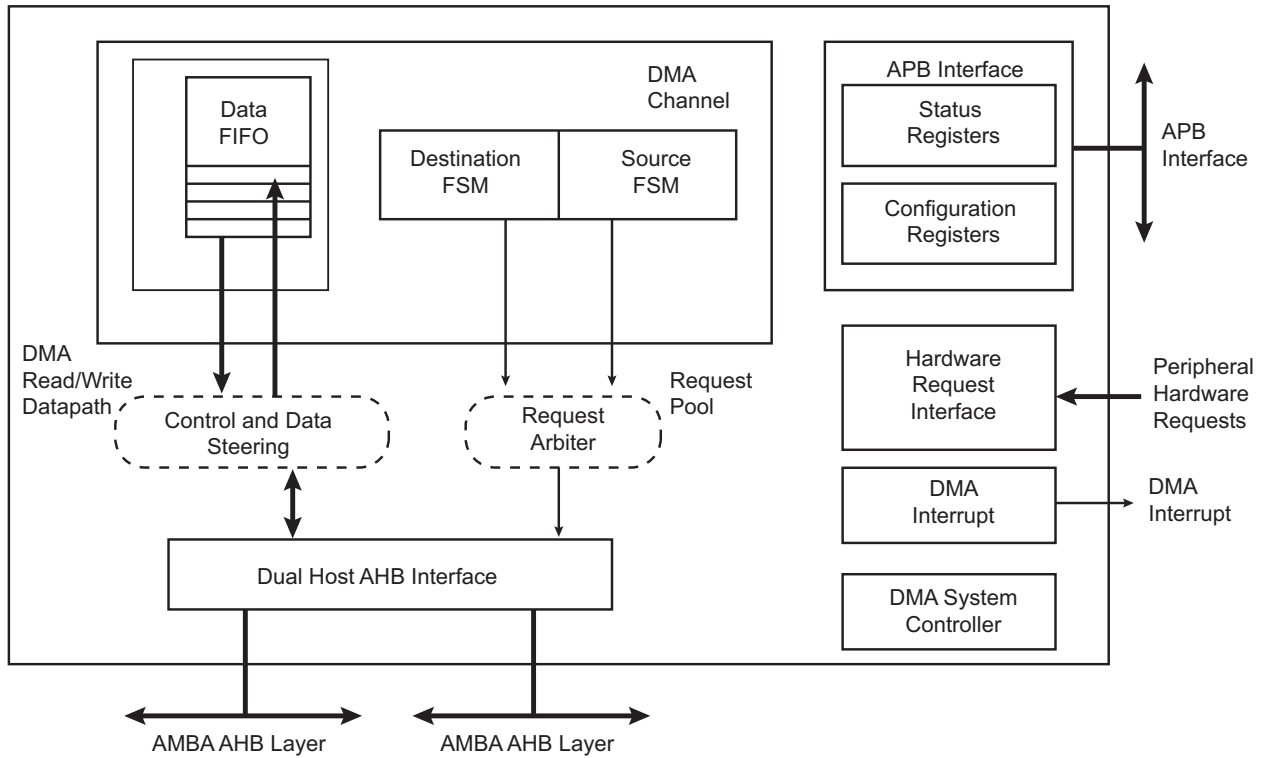 Data
FIFO
DMA
Channel
Destination
FSM
Source
FSM
APB Interface
Status
Registers
Configuration
Registers
APB
Interface
DMA
Read/Write
Datapath
Control and Data
Steering
Request
Arbiter
Request
Pool
Hardware
Request
Interface
Peripheral
Hardware
Requests
DMA
Interrupt
DMA
Interrupt
Dual Host AHB Interface
DMA System
Controller
AMBA AHB Layer
AMBA AHB Layer